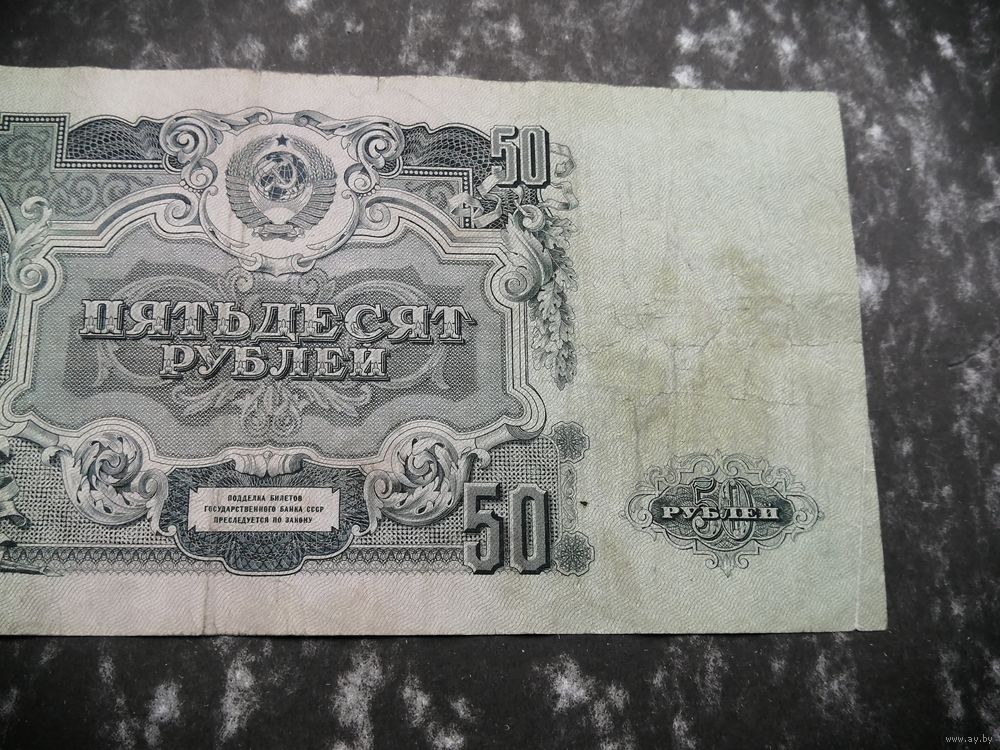 50
ПЯТЬДЕСЯТ
РУБЛЕЙ
ПОДДЕЛКА БИЛЕТОВ
ГОСУДАРСТВЕННОГО БАНКА СССР
ПРЕСЛЕДУЕТСЯ ПО ЗАКОНУ
50
50
РУБЛЕЙ
www.ay.by